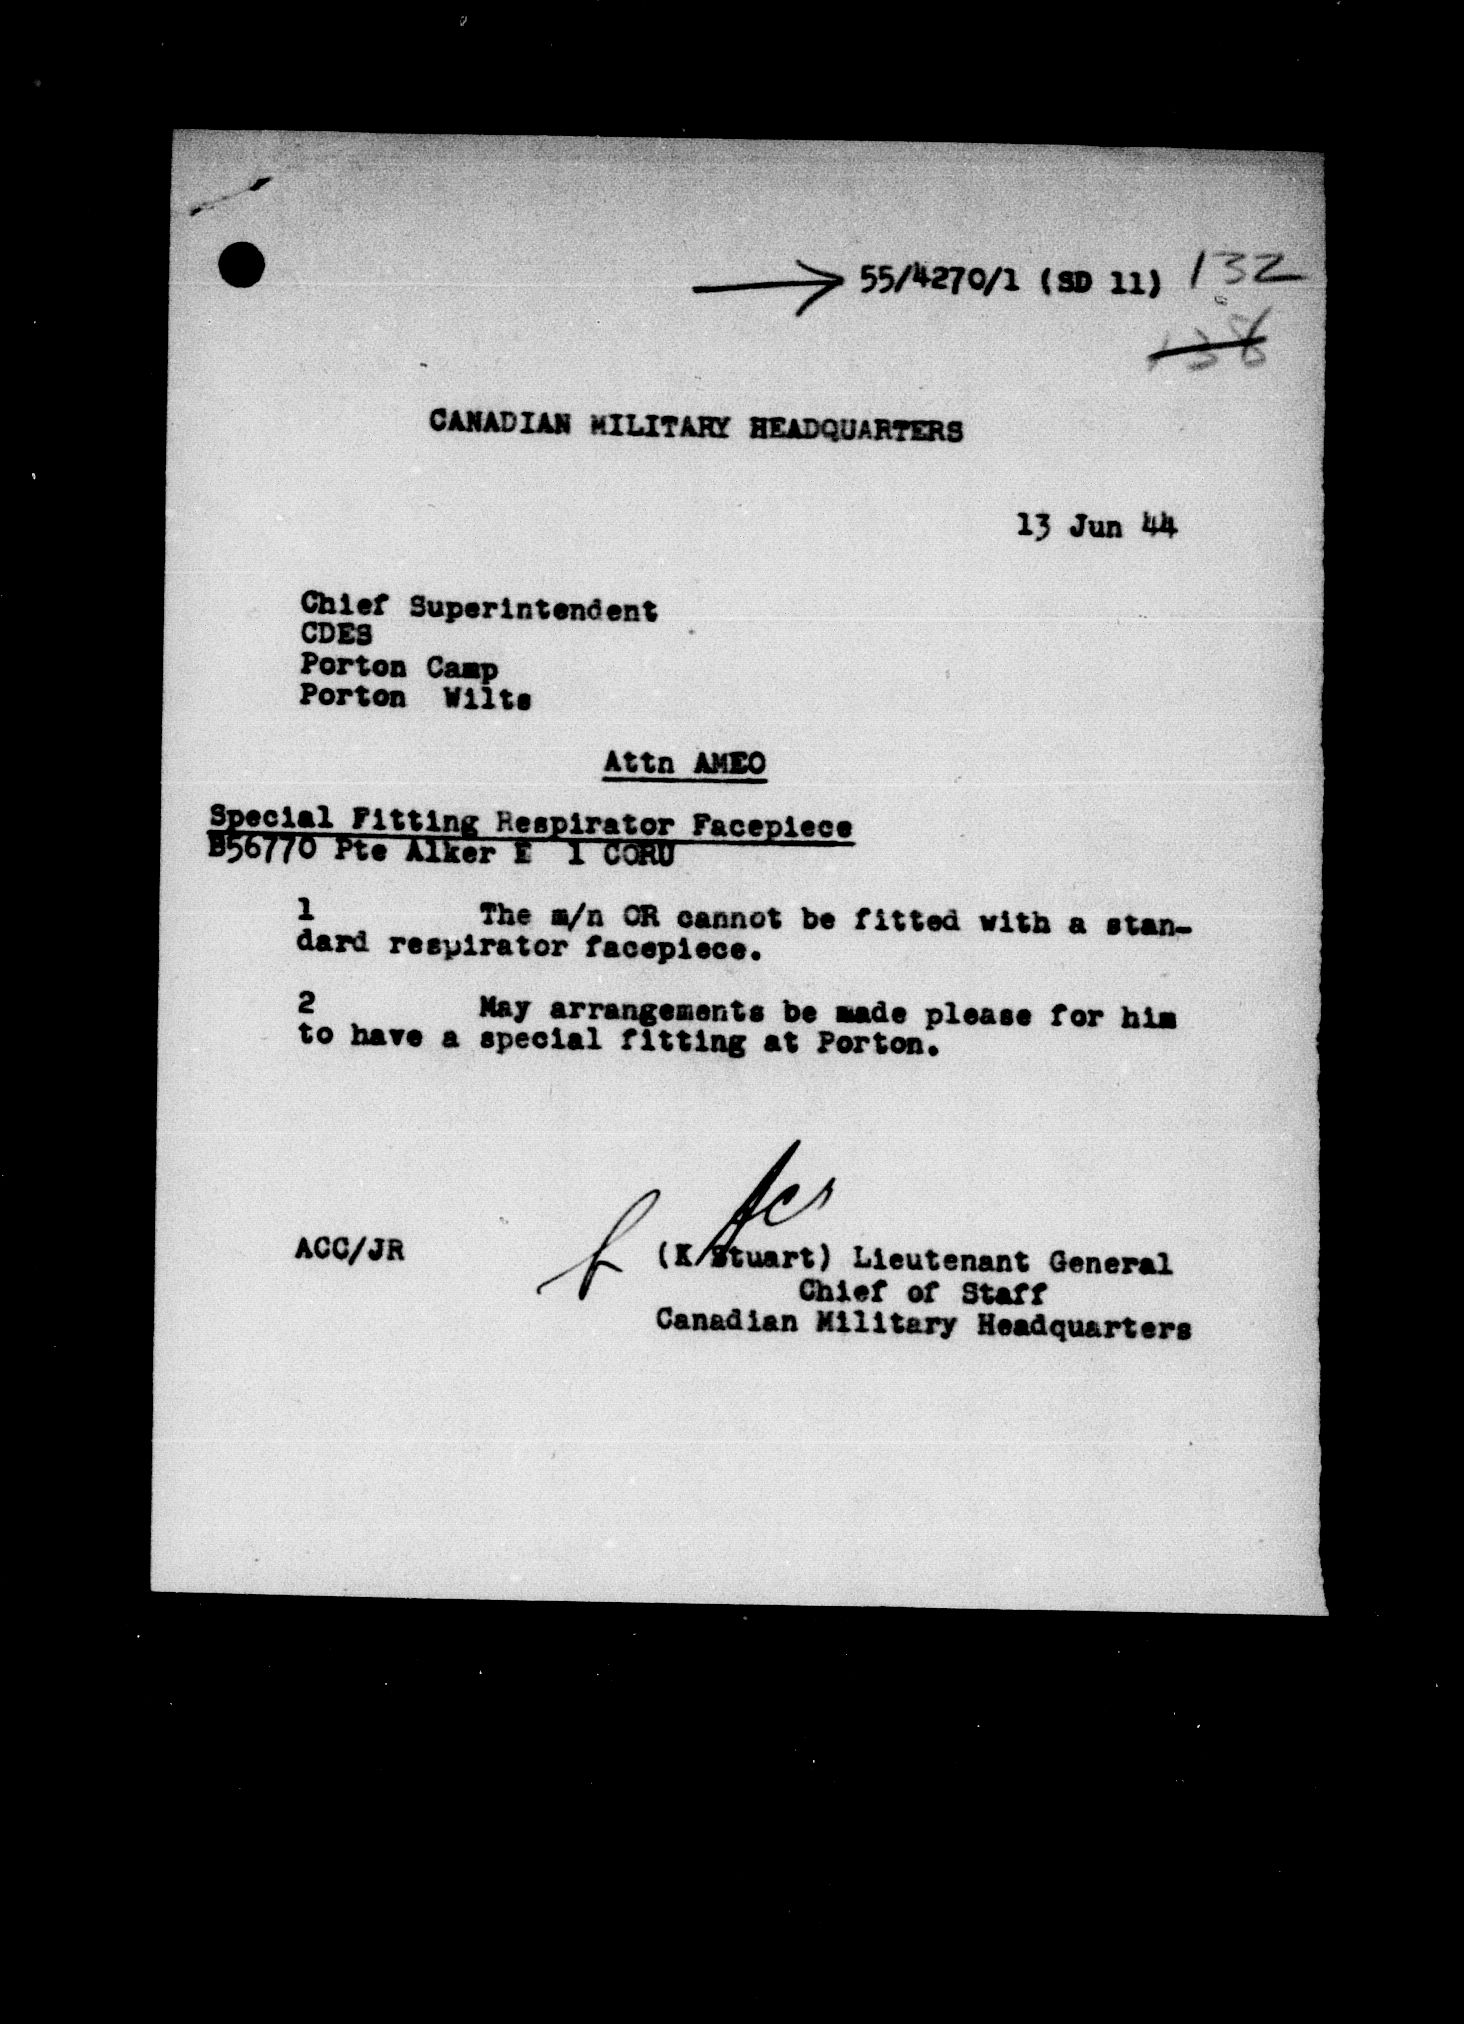 55/4270/1 (SD 11) 132
138
CANADIAN MILITARY HEADQUARTERS
13 Jun 44
Chief Superintendent
CDES
Porton Camp
Porton Wilts
Attn AMEO
Special Fitting Respirator Facepiece
B56770 Pte Alker E 1 CORU
1 The m/n OR cannot be fitted with a stan-
dard respirator facepiece.
2 May arrangements be made please for him
to have a special fitting at Porton.
ACC/JR
(K Stuart) Lieutenant General
Chief of Staff
Canadian Military Headquarters